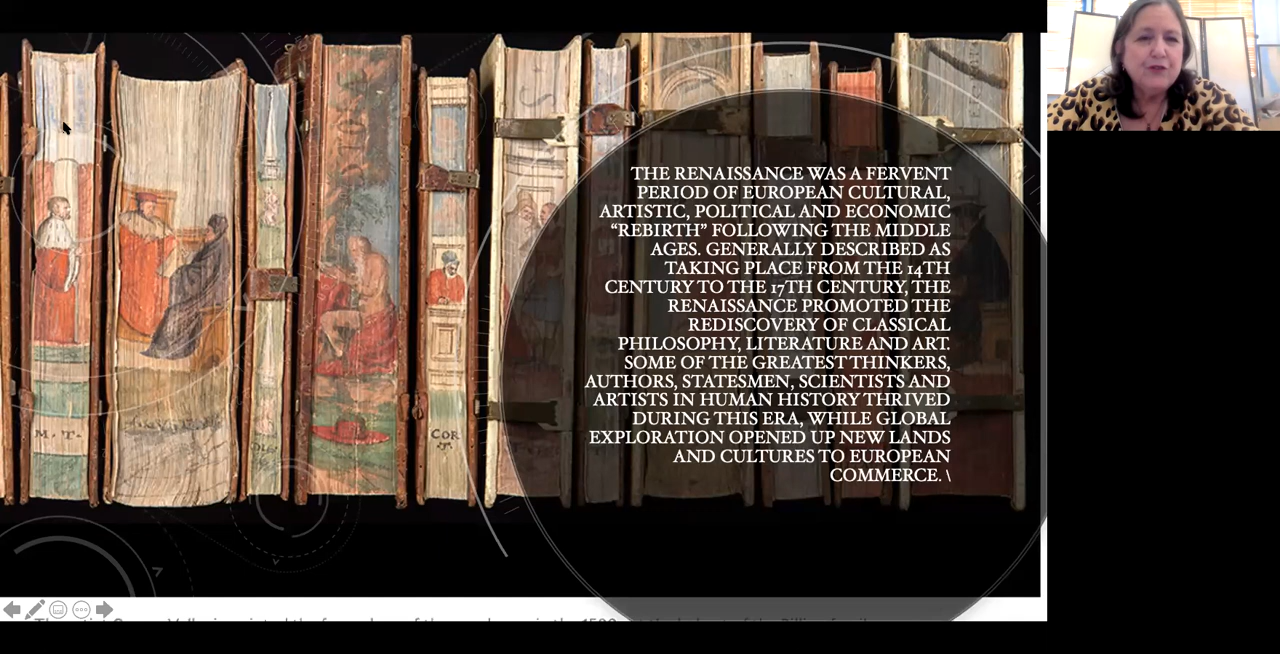 THE RENAISSANCE WAS A FERVENT
PERIOD OF EUROPEAN CULTURAL,
ARTISTIC, POLITICAL AND ECONOMIC
“REBIRTH” FOLLOWING THE MIDDLE
AGES. GENERALLY DESCRIBED AS
TAKING PLACE FROM THE 14TH
CENTURY TO THE 17TH CENTURY, THE
RENAISSANCE PROMOTED THE
REDISCOVERY OF CLASSICAL
PHILOSOPHY, LITERATURE AND ART.
SOME OF THE GREATEST THINKERS,
AUTHORS, STATESMEN, SCIENTISTS AND
ARTISTS IN HUMAN HISTORY THRIVED
DURING THIS ERA, WHILE GLOBAL
EXPLORATION OPENED UP NEW LANDS
AND CULTURES TO EUROPEAN
COMMERCE. \
M. T.
COR
T.